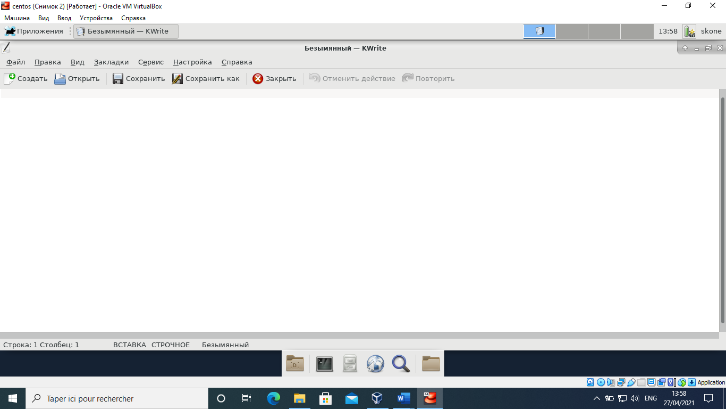 centos (Снимок 2) [Работает] - Oracle VM VirtualBox
Машина Вид Ввод Устройства Справка
Приложения Безымянный — KWrite 13:58 skone
Безымянный — KWrite
Файл Правка Вид Закладки Сервис Настройка Справка
Создать Открыть Сохранить Сохранить как Закрыть Отменить действие Повторить
Строка: 1 Столбец: 1 ВСТАВКА СТРОЧНОЕ Безымянный
Application
Taper ici pour rechercher ENG 13:58
27/04/2021